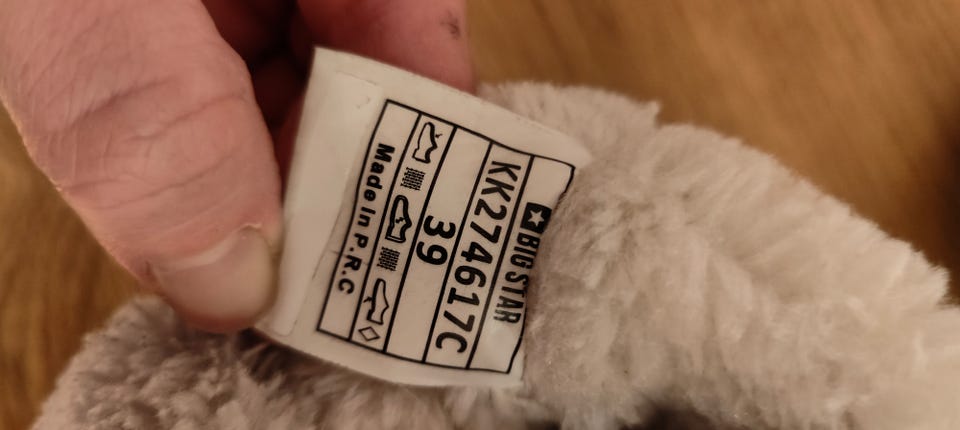 BIG STAR
KK274617C
39
Made In P.R.C